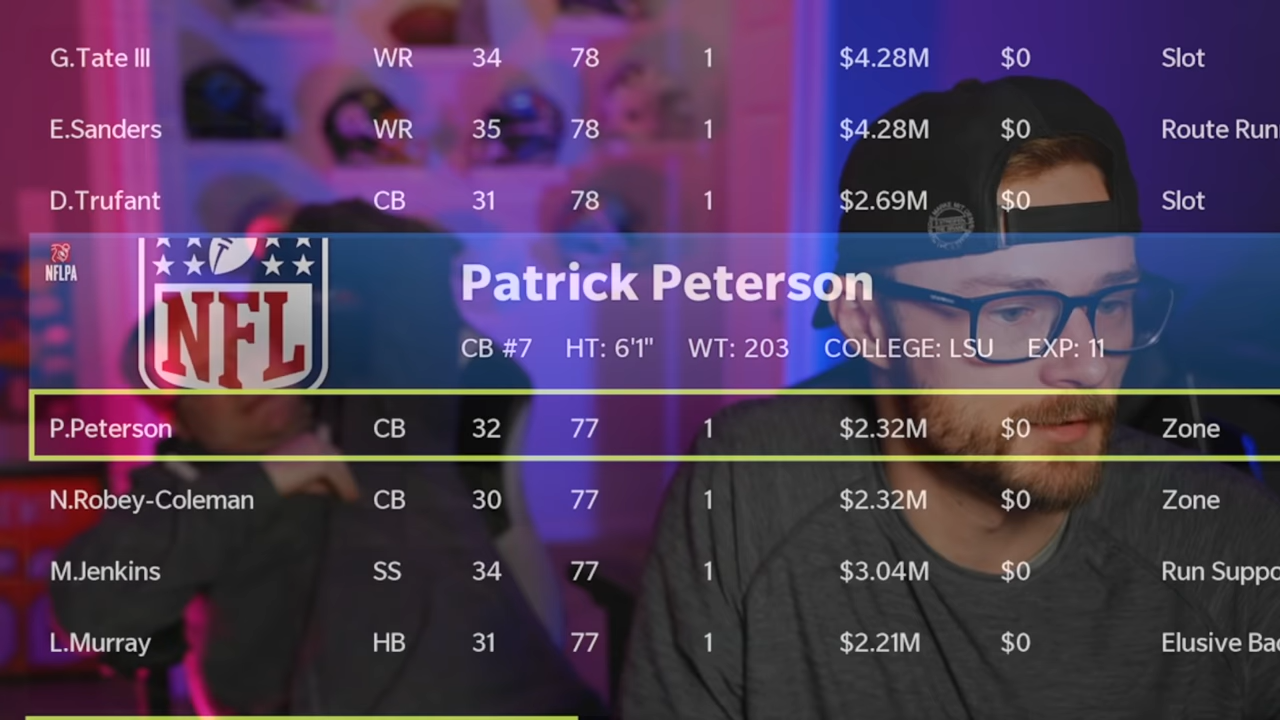 G.Tate III WR 34 78 1 $4.28M $0 Slot
E.Sanders WR 35 78 1 $4.28M $0 Route Run
D.Trufant CB 31 78 1 $2.69M $0 Slot
NFLPA
NFL
Patrick Peterson
CB #7 HT: 6'1" WT: 203 COLLEGE: LSU EXP: 11
P.Peterson CB 32 77 1 $2.32M $0 Zone
N.Robey-Coleman CB 30 77 1 $2.32M $0 Zone
M.Jenkins SS 34 77 1 $3.04M $0 Run Suppo
L.Murray HB 31 77 1 $2.21M $0 Elusive Bac